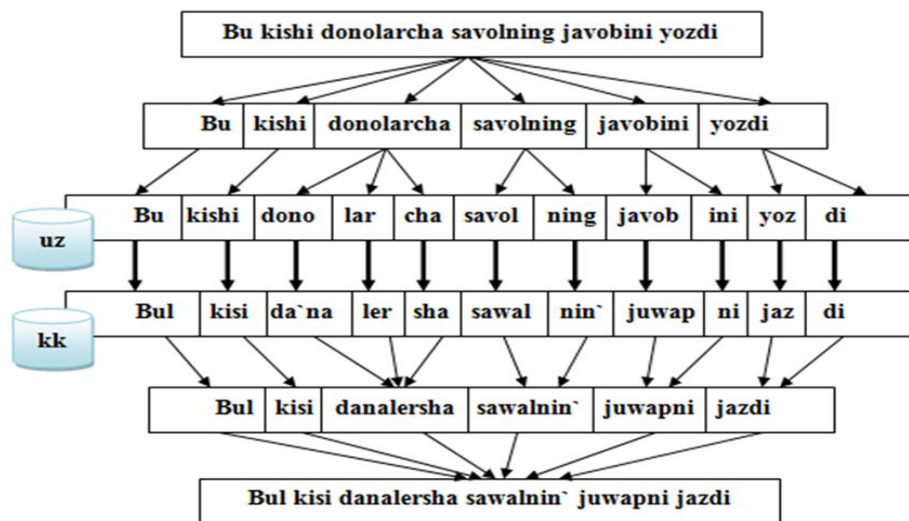 Bu kishi donolarcha savolning javobini yozdi
Bu kishi donolarcha savolning javobini yozdi
uz
Bu kishi dono lar cha savol ning javob ini yoz di
kk
Bul kisi da`na ler sha sawal nin` juwap ni jaz di
Bul kisi danalersha sawalnin` juwapni jazdi
Bul kisi danalersha sawalnin` juwapni jazdi